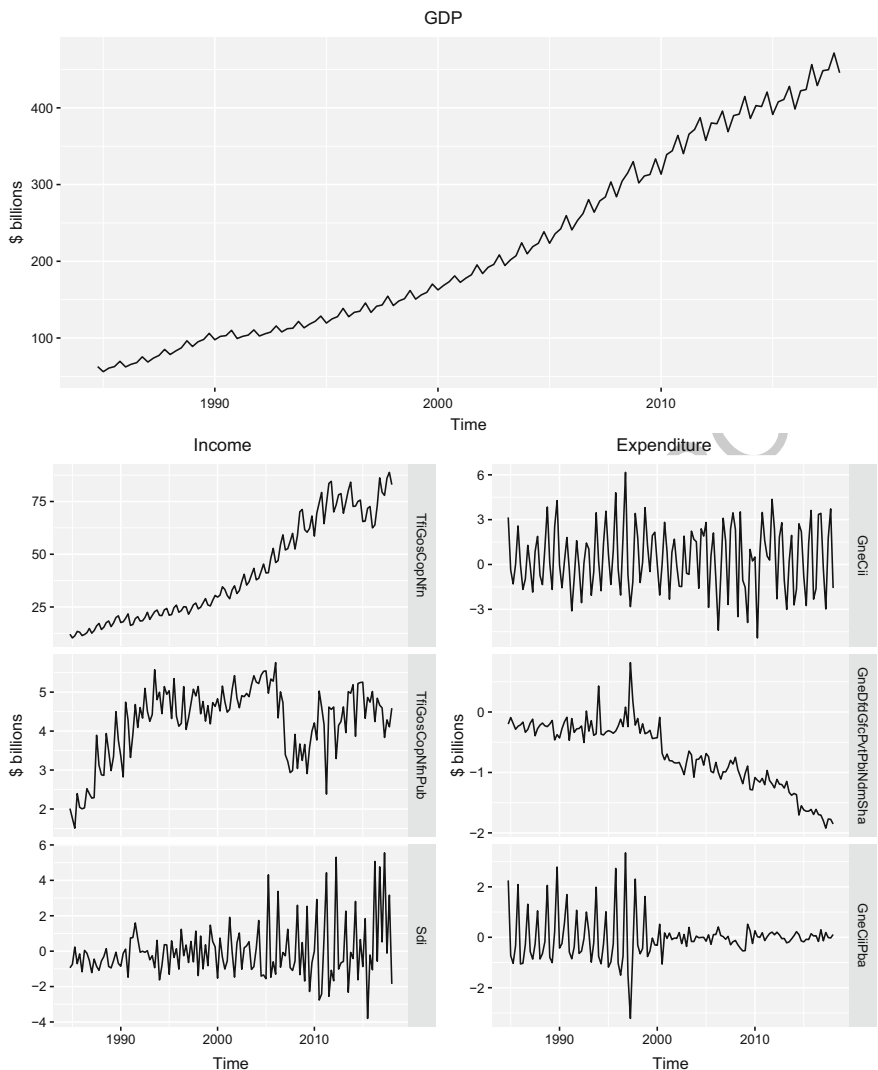 GDP
$ billions
400
300
200
100
1990 2000 2010
Time
Income
$ billions
75
50
25
TfiGosCopNfn
5
4
3
2
TfiGosCopNfnPub
6
4
2
0
−2
−4
Sdi
1990 2000 2010
Time
Expenditure
$ billions
6
3
0
−3
GneCii
0
−1
−2
GneDfdGfcPvtPbiNdmSha
2
0
−2
GneCiiPba
1990 2000 2010
Time